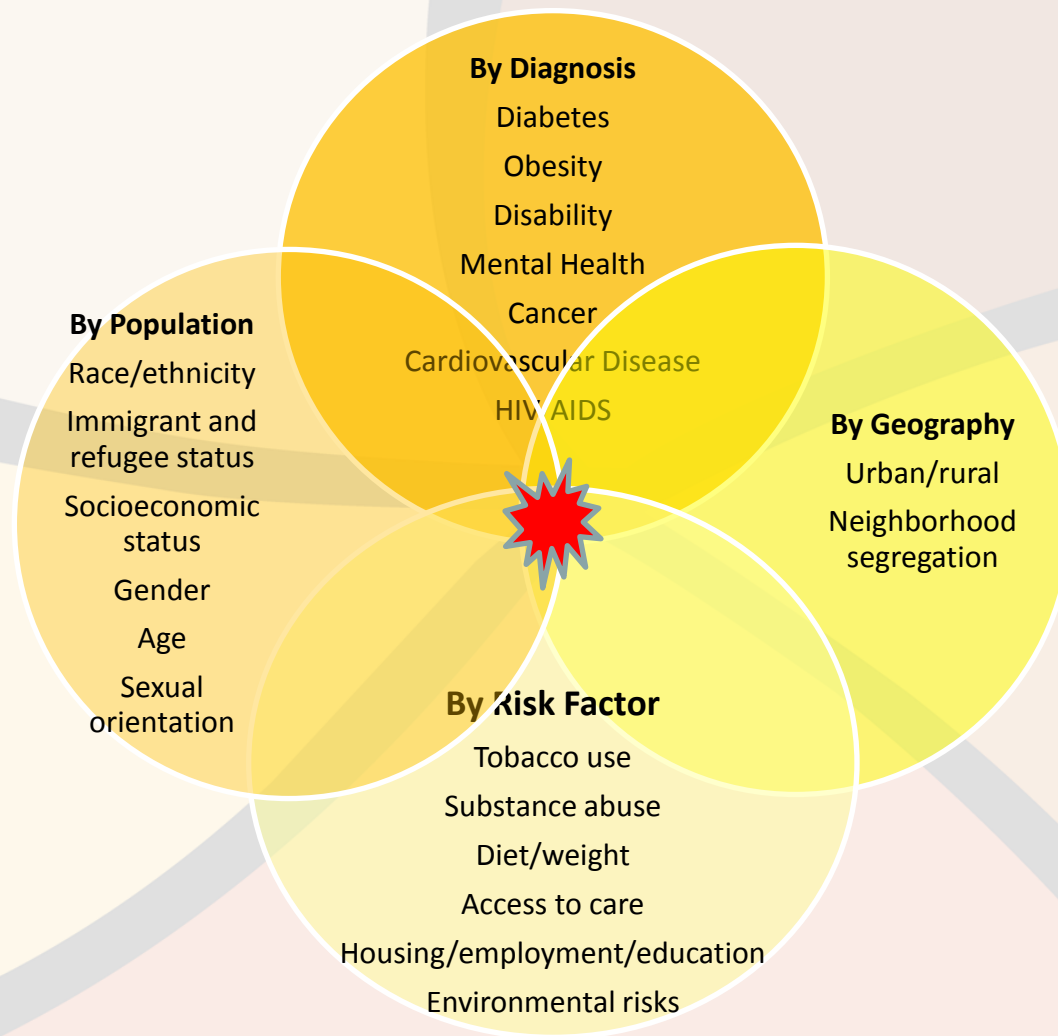 By Diagnosis
Diabetes
Obesity
Disability
Mental Health
Cancer
Cardiovascular Disease
HIV AIDS
By Population
Race/ethnicity
Immigrant and
refugee status
Socioeconomic
status
Gender
Age
Sexual
orientation
By Geography
Urban/rural
Neighborhood
segregation
By Risk Factor
Tobacco use
Substance abuse
Diet/weight
Access to care
Housing/employment/education
Environmental risks